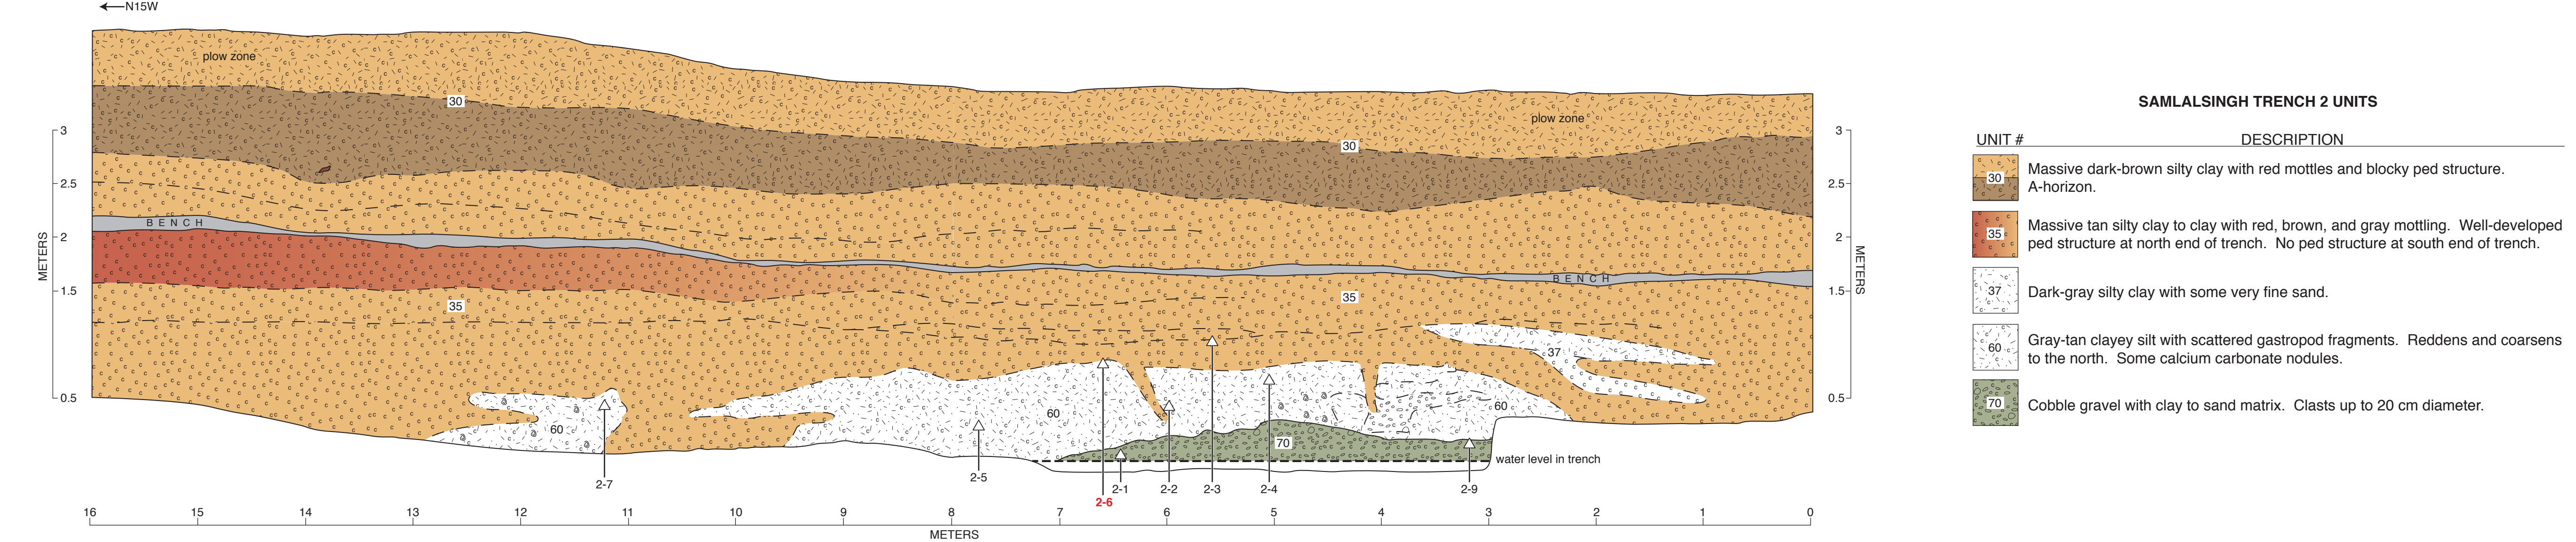 N15W
plow zone
30
plow zone
30
3
2.5
2
1.5
0.5
METERS
BENCH
35
35
BENCH
3
2.5
2
1.5
0.5
METERS
37
60
60
60
70
water level in trench
2-7
2-5
2-6
2-1
2-2
2-3
2-4
2-9
16 15 14 13 12 11 10 9 8 7 6 5 4 3 2 1 0
METERS
SAMLALSINGH TRENCH 2 UNITS
UNIT # DESCRIPTION
30 Massive dark-brown silty clay with red mottles and blocky ped structure.
A-horizon.
35 Massive tan silty clay to clay with red, brown, and gray mottling. Well-developed
ped structure at north end of trench. No ped structure at south end of trench.
37 Dark-gray silty clay with some very fine sand.
60 Gray-tan clayey silt with scattered gastropod fragments. Reddens and coarsens
to the north. Some calcium carbonate nodules.
70 Cobble gravel with clay to sand matrix. Clasts up to 20 cm diameter.